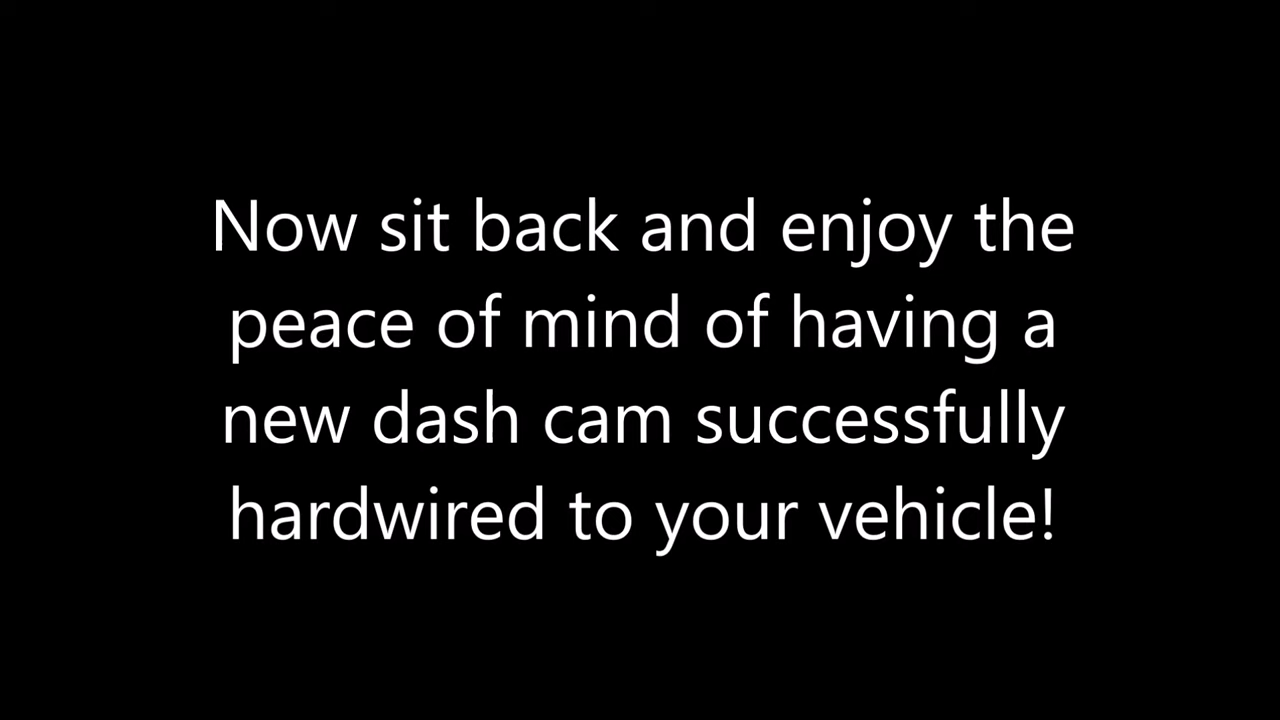 Now sit back and enjoy the
peace of mind of having a
new dash cam successfully
hardwired to your vehicle!